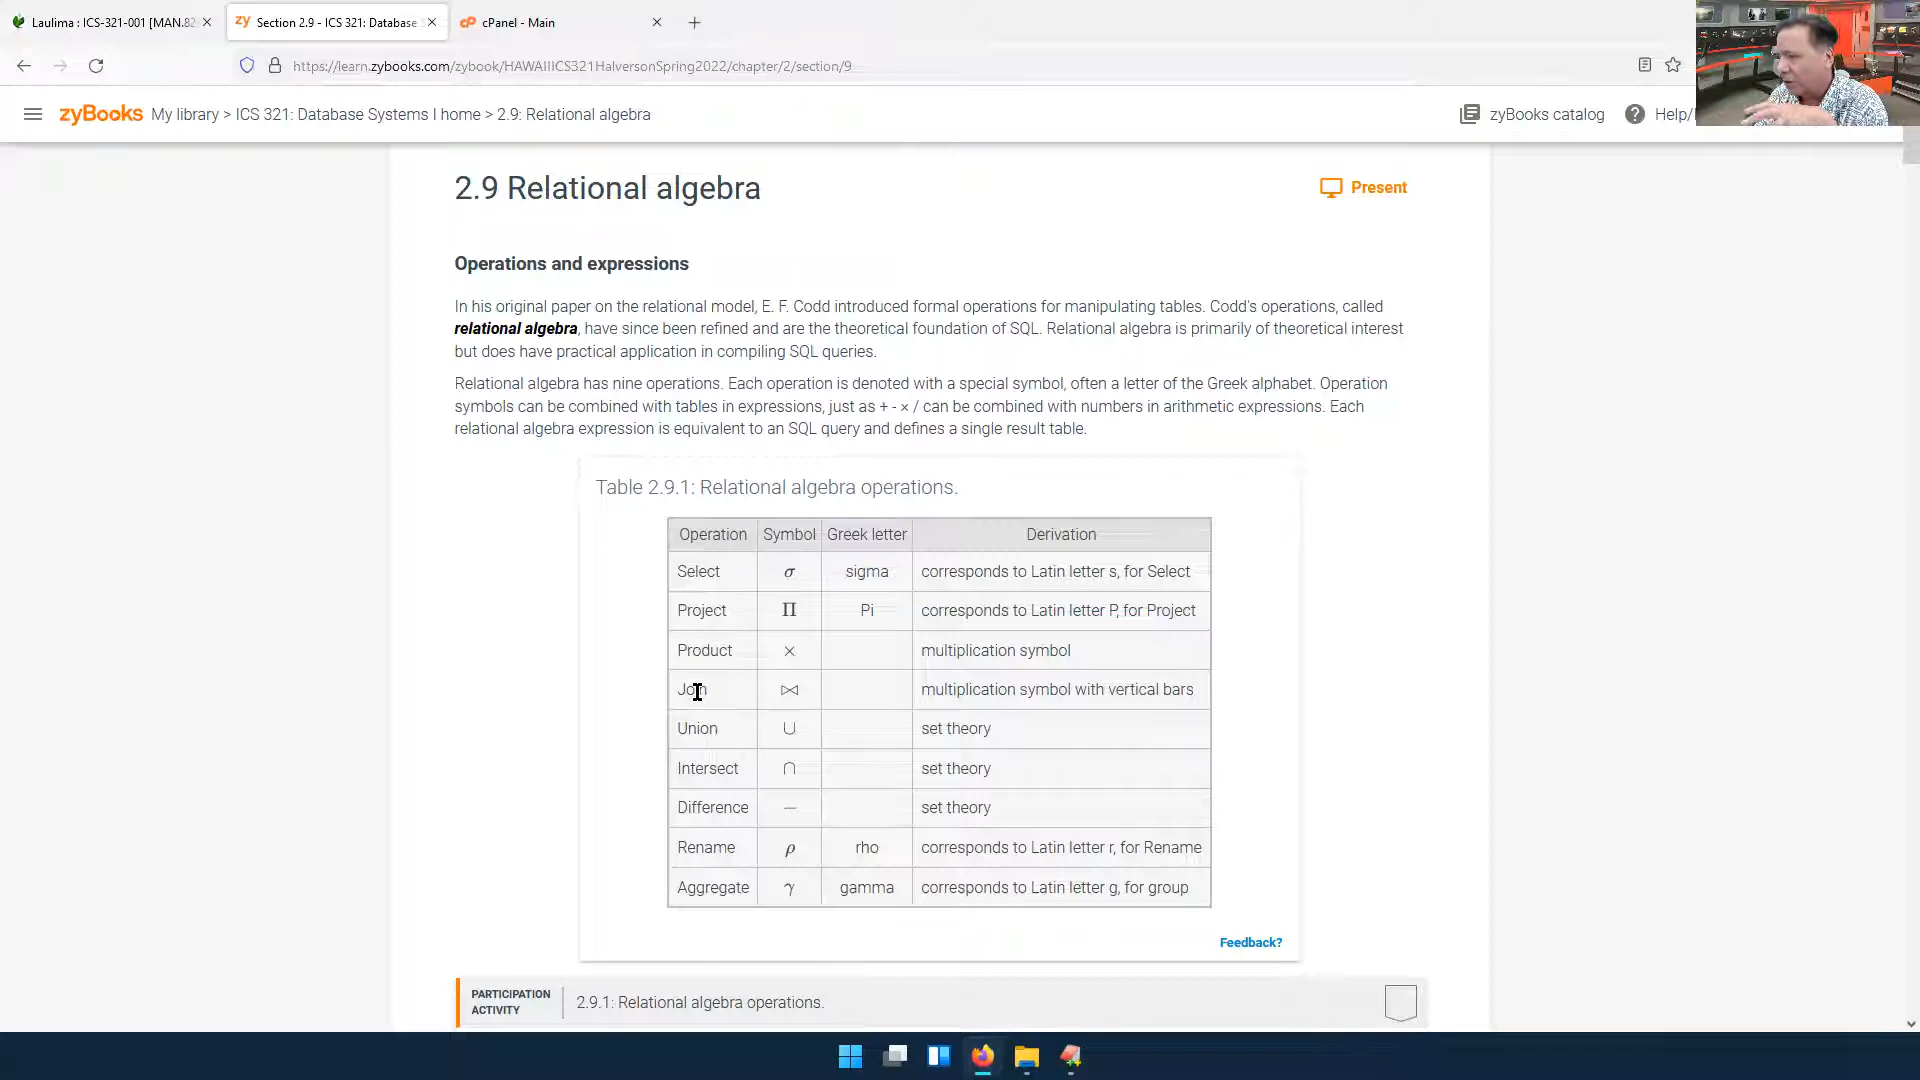 Laulima : ICS-321-001 [MAN.82
zy Section 2.9 - ICS 321: Database
cP cPanel - Main
https://learn.zybooks.com/zybook/HAWAIIICS321HalversonSpring2022/chapter/2/section/9
zyBooks My library > ICS 321: Database Systems I home > 2.9: Relational algebra
zyBooks catalog ? Help/
2.9 Relational algebra
Present
Operations and expressions
In his original paper on the relational model, E. F. Codd introduced formal operations for manipulating tables. Codd's operations, called
relational algebra, have since been refined and are the theoretical foundation of SQL. Relational algebra is primarily of theoretical interest
but does have practical application in compiling SQL queries.
Relational algebra has nine operations. Each operation is denoted with a special symbol, often a letter of the Greek alphabet. Operation
symbols can be combined with tables in expressions, just as + - × / can be combined with numbers in arithmetic expressions. Each
relational algebra expression is equivalent to an SQL query and defines a single result table.
Table 2.9.1: Relational algebra operations.
Operation Symbol Greek letter Derivation
Select σ sigma corresponds to Latin letter s, for Select
Project Π Pi corresponds to Latin letter P, for Project
Product × multiplication symbol
Join ⋈ multiplication symbol with vertical bars
Union ∪ set theory
Intersect ∩ set theory
Difference − set theory
Rename ρ rho corresponds to Latin letter r, for Rename
Aggregate γ gamma corresponds to Latin letter g, for group
Feedback?
PARTICIPATION
ACTIVITY
2.9.1: Relational algebra operations.